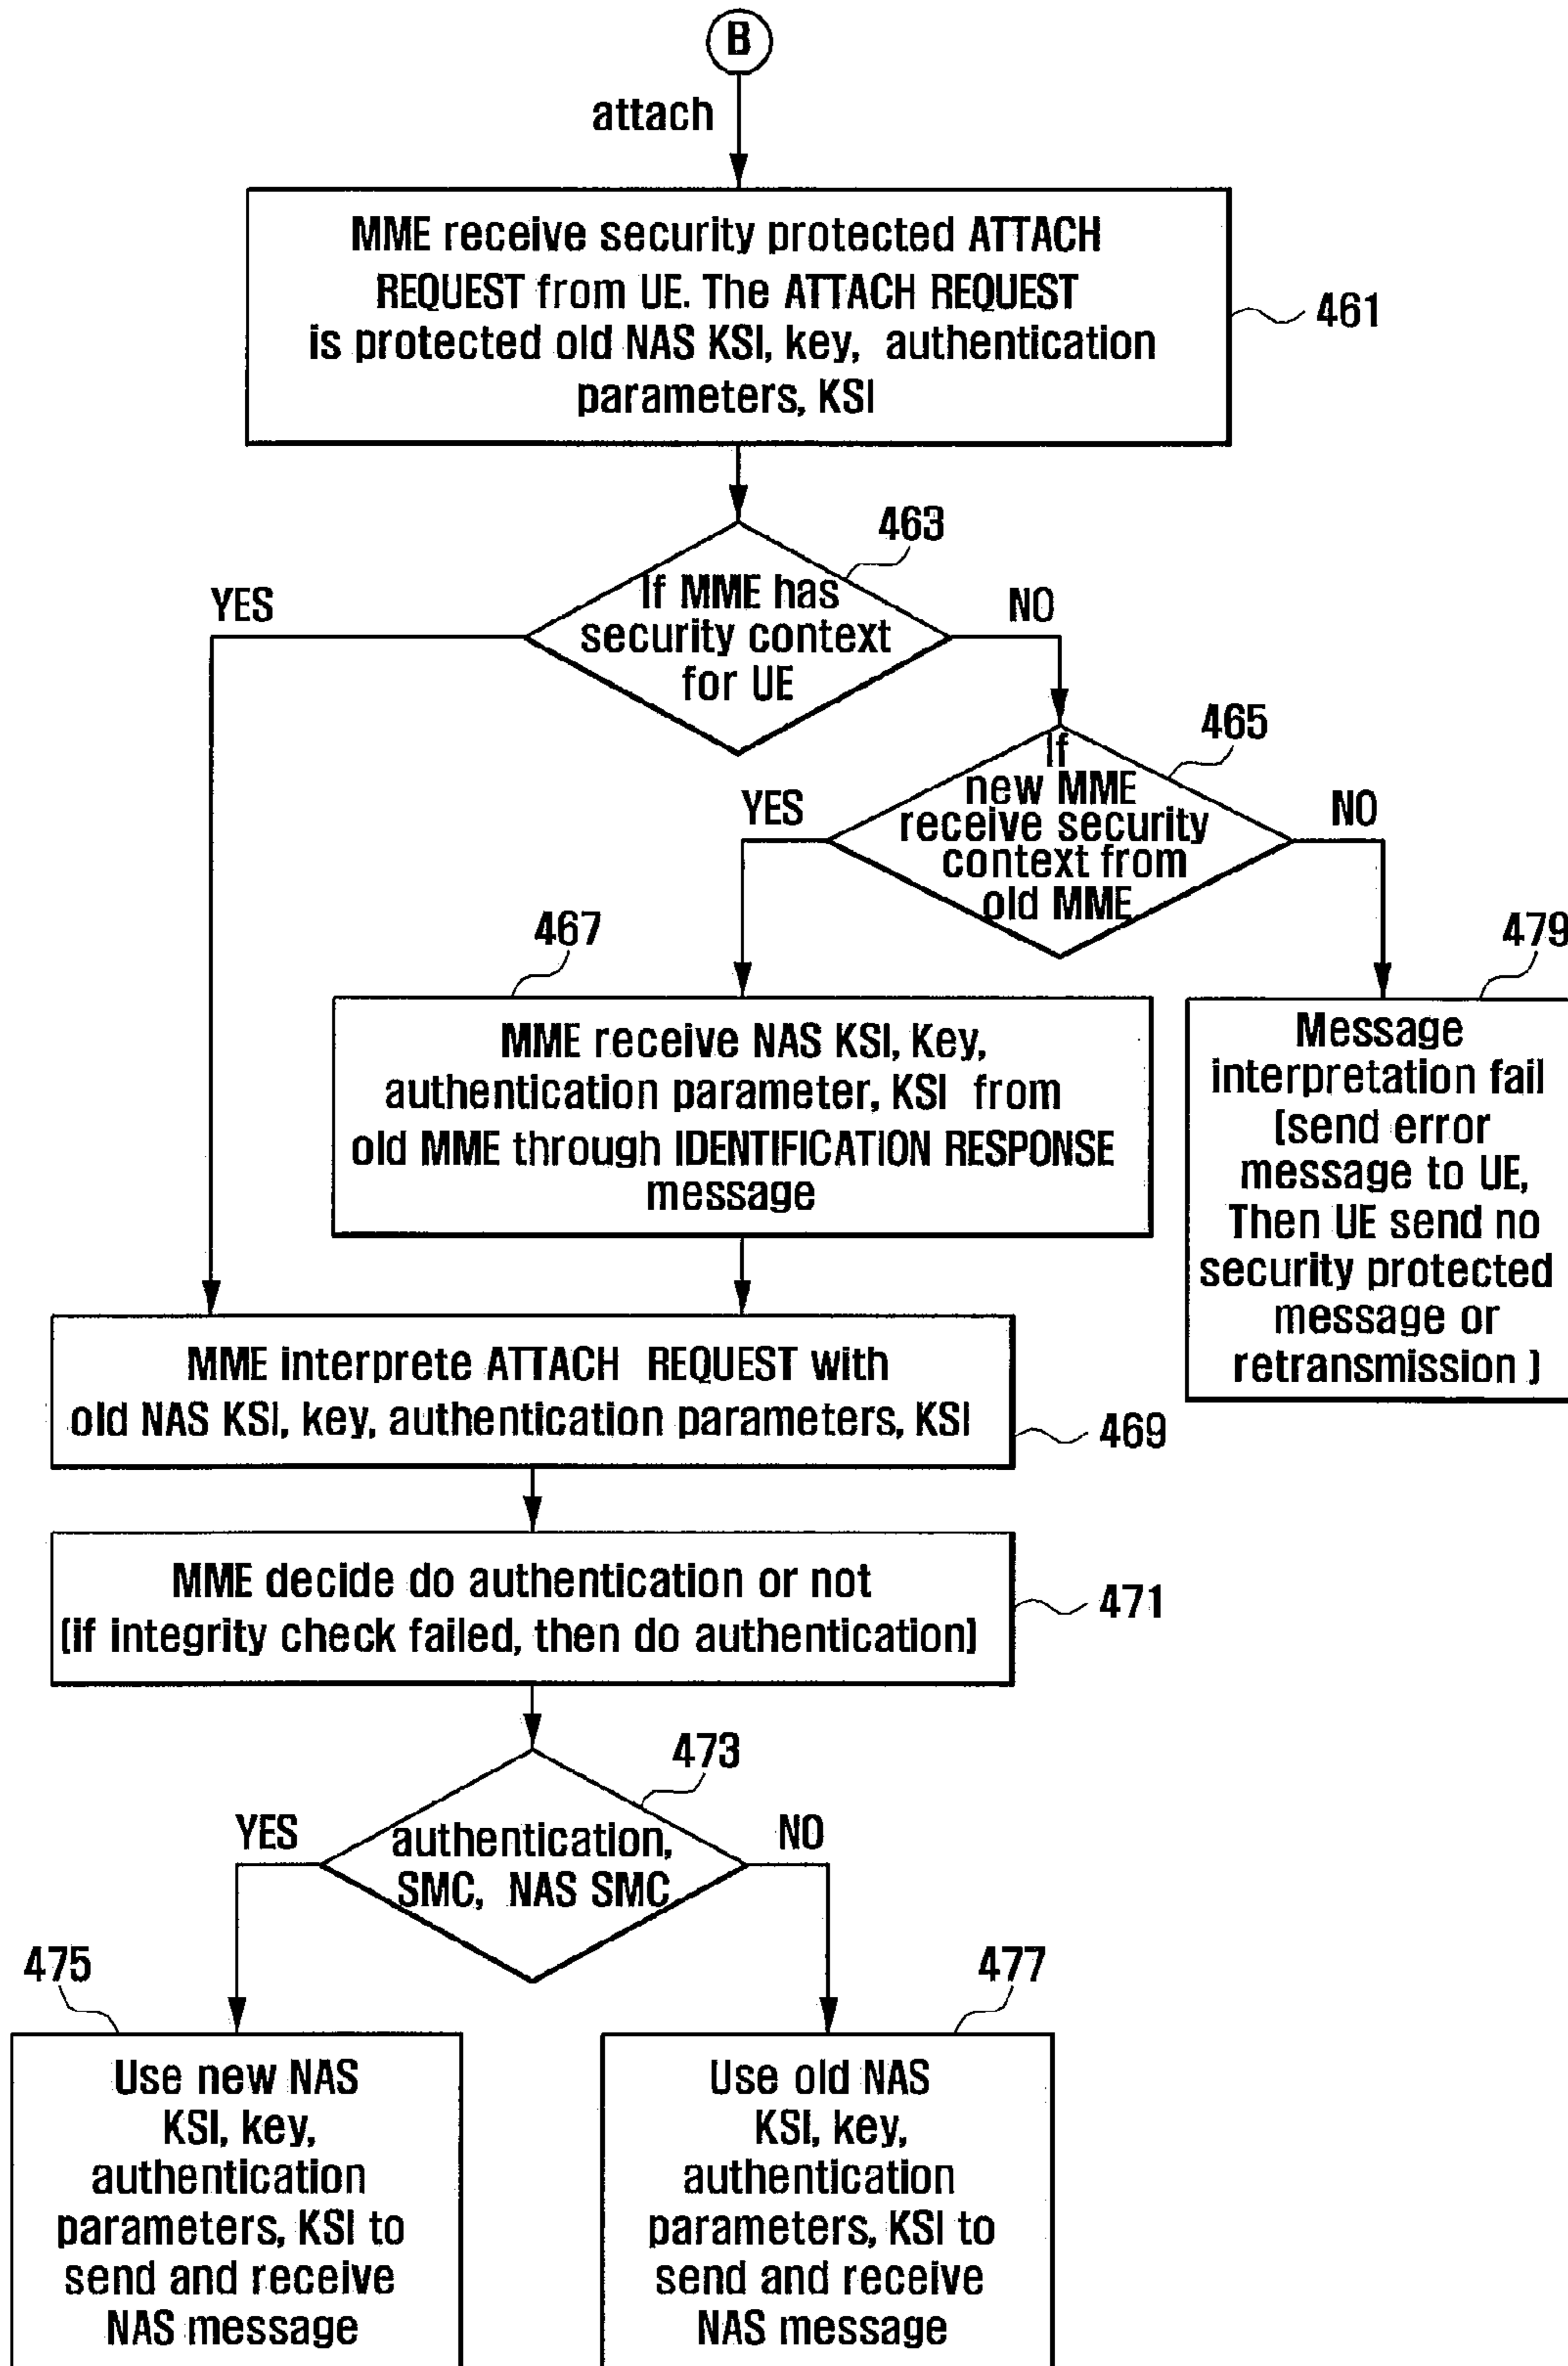 B
attach
MME receive security protected ATTACH
REQUEST from UE. The ATTACH REQUEST
is protected old NAS KSI, key, authentication
parameters, KSI
461
463
If MME has
security context
for UE
YES
NO
465
If
new MME
receive security
context from
old MME
YES
NO
467
MME receive NAS KSI, Key,
authentication parameter, KSI from
old MME through IDENTIFICATION RESPONSE
message
479
Message
interpretation fail
(send error
message to UE,
Then UE send no
security protected
message or
retransmission )
MME interprete ATTACH REQUEST with
old NAS KSI, key, authentication parameters, KSI
469
MME decide do authentication or not
(if integrity check failed, then do authentication)
471
473
authentication,
SMC, NAS SMC
YES
NO
475
Use new NAS
KSI, key,
authentication
parameters, KSI to
send and receive
NAS message
477
Use old NAS
KSI, key,
authentication
parameters, KSI to
send and receive
NAS message